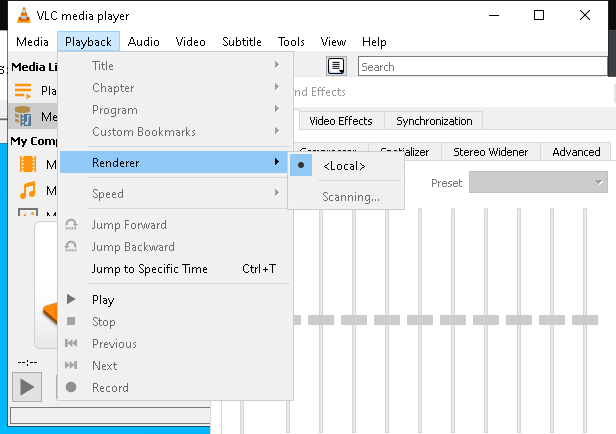 VLC media player
Media Playback Audio Video Subtitle Tools View Help
Media Li
Search
Pla
Me
My Comp
M
M
M
--:--
Title
Chapter
Program
Custom Bookmarks
Renderer
Speed
Jump Forward
Jump Backward
Jump to Specific Time Ctrl+T
Play
Stop
Previous
Next
Record
<Local>
Scanning...
nd Effects
Video Effects Synchronization
Stereo Widener Advanced
Preset